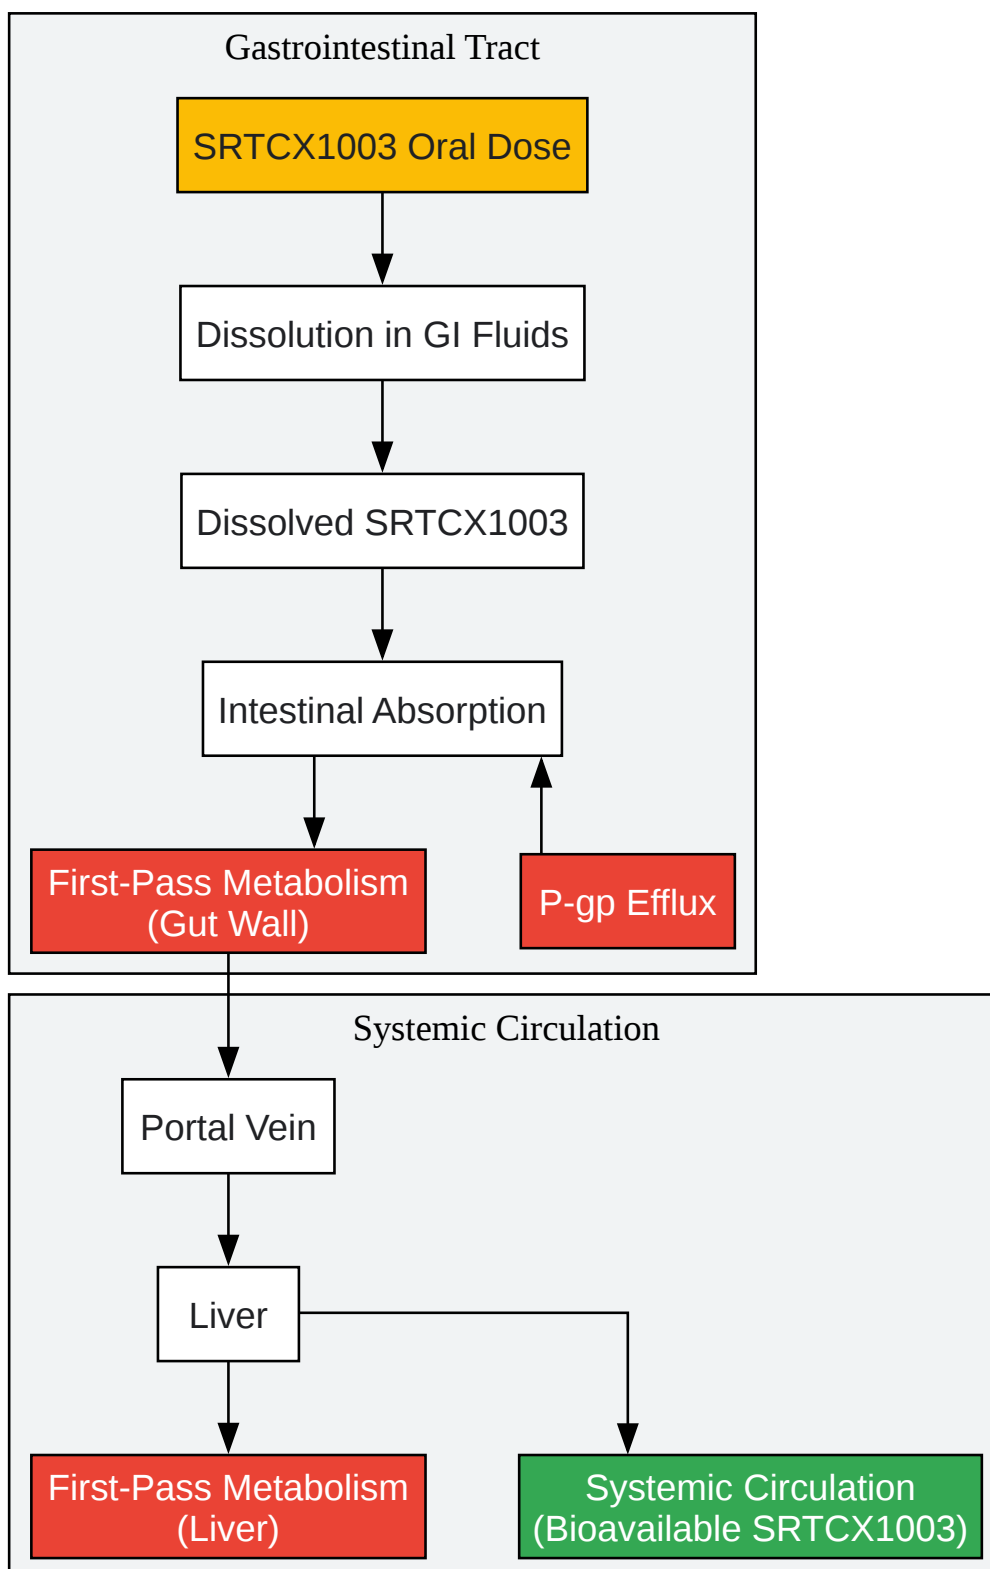 Gastrointestinal Tract
SRTCX1003 Oral Dose
Dissolution in GI Fluids
Dissolved SRTCX1003
Intestinal Absorption
First-Pass Metabolism
(Gut Wall)
P-gp Efflux
Systemic Circulation
Portal Vein
Liver
First-Pass Metabolism
(Liver)
Systemic Circulation
(Bioavailable SRTCX1003)